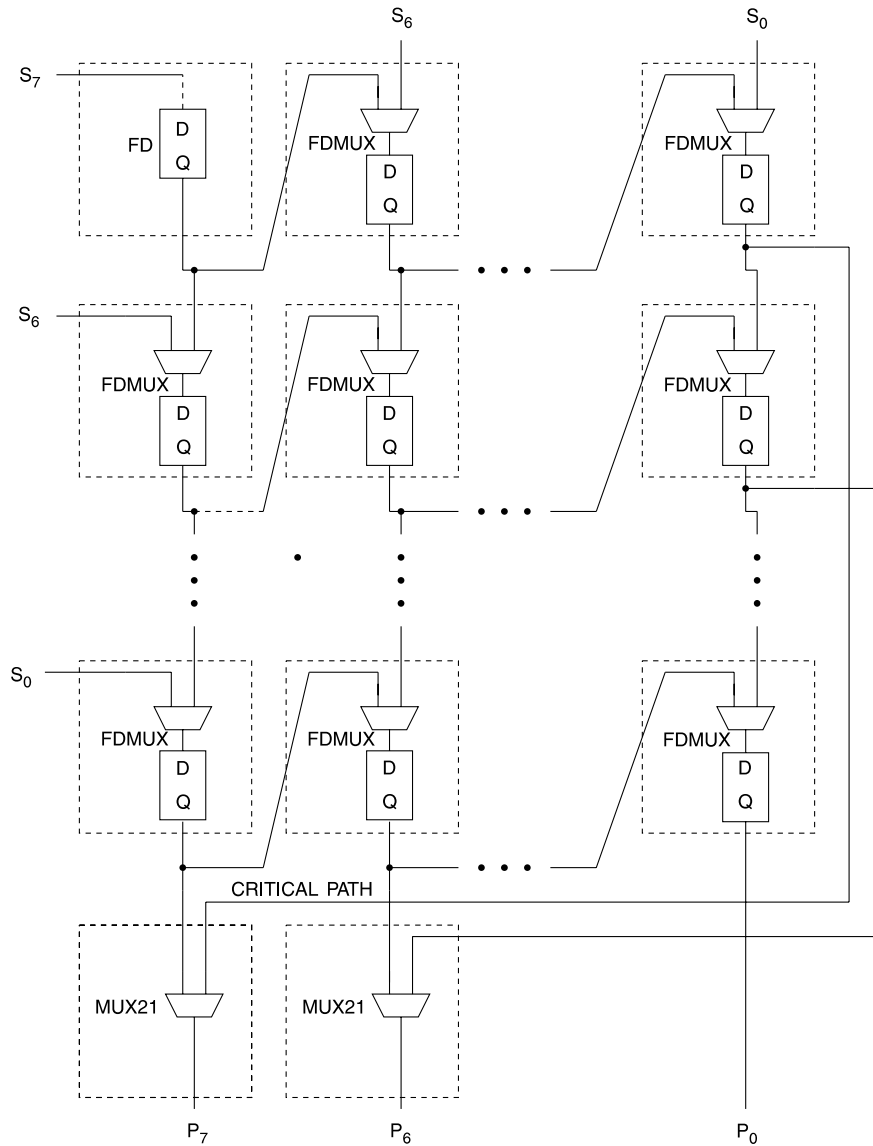 S6 S0
S7
D
FD
Q
FDMUX
D
Q
FDMUX
D
Q
S6
FDMUX
D
Q
FDMUX
D
Q
FDMUX
D
Q
S0
FDMUX
D
Q
FDMUX
D
Q
FDMUX
D
Q
CRITICAL PATH
MUX21 MUX21
P7 P6 P0